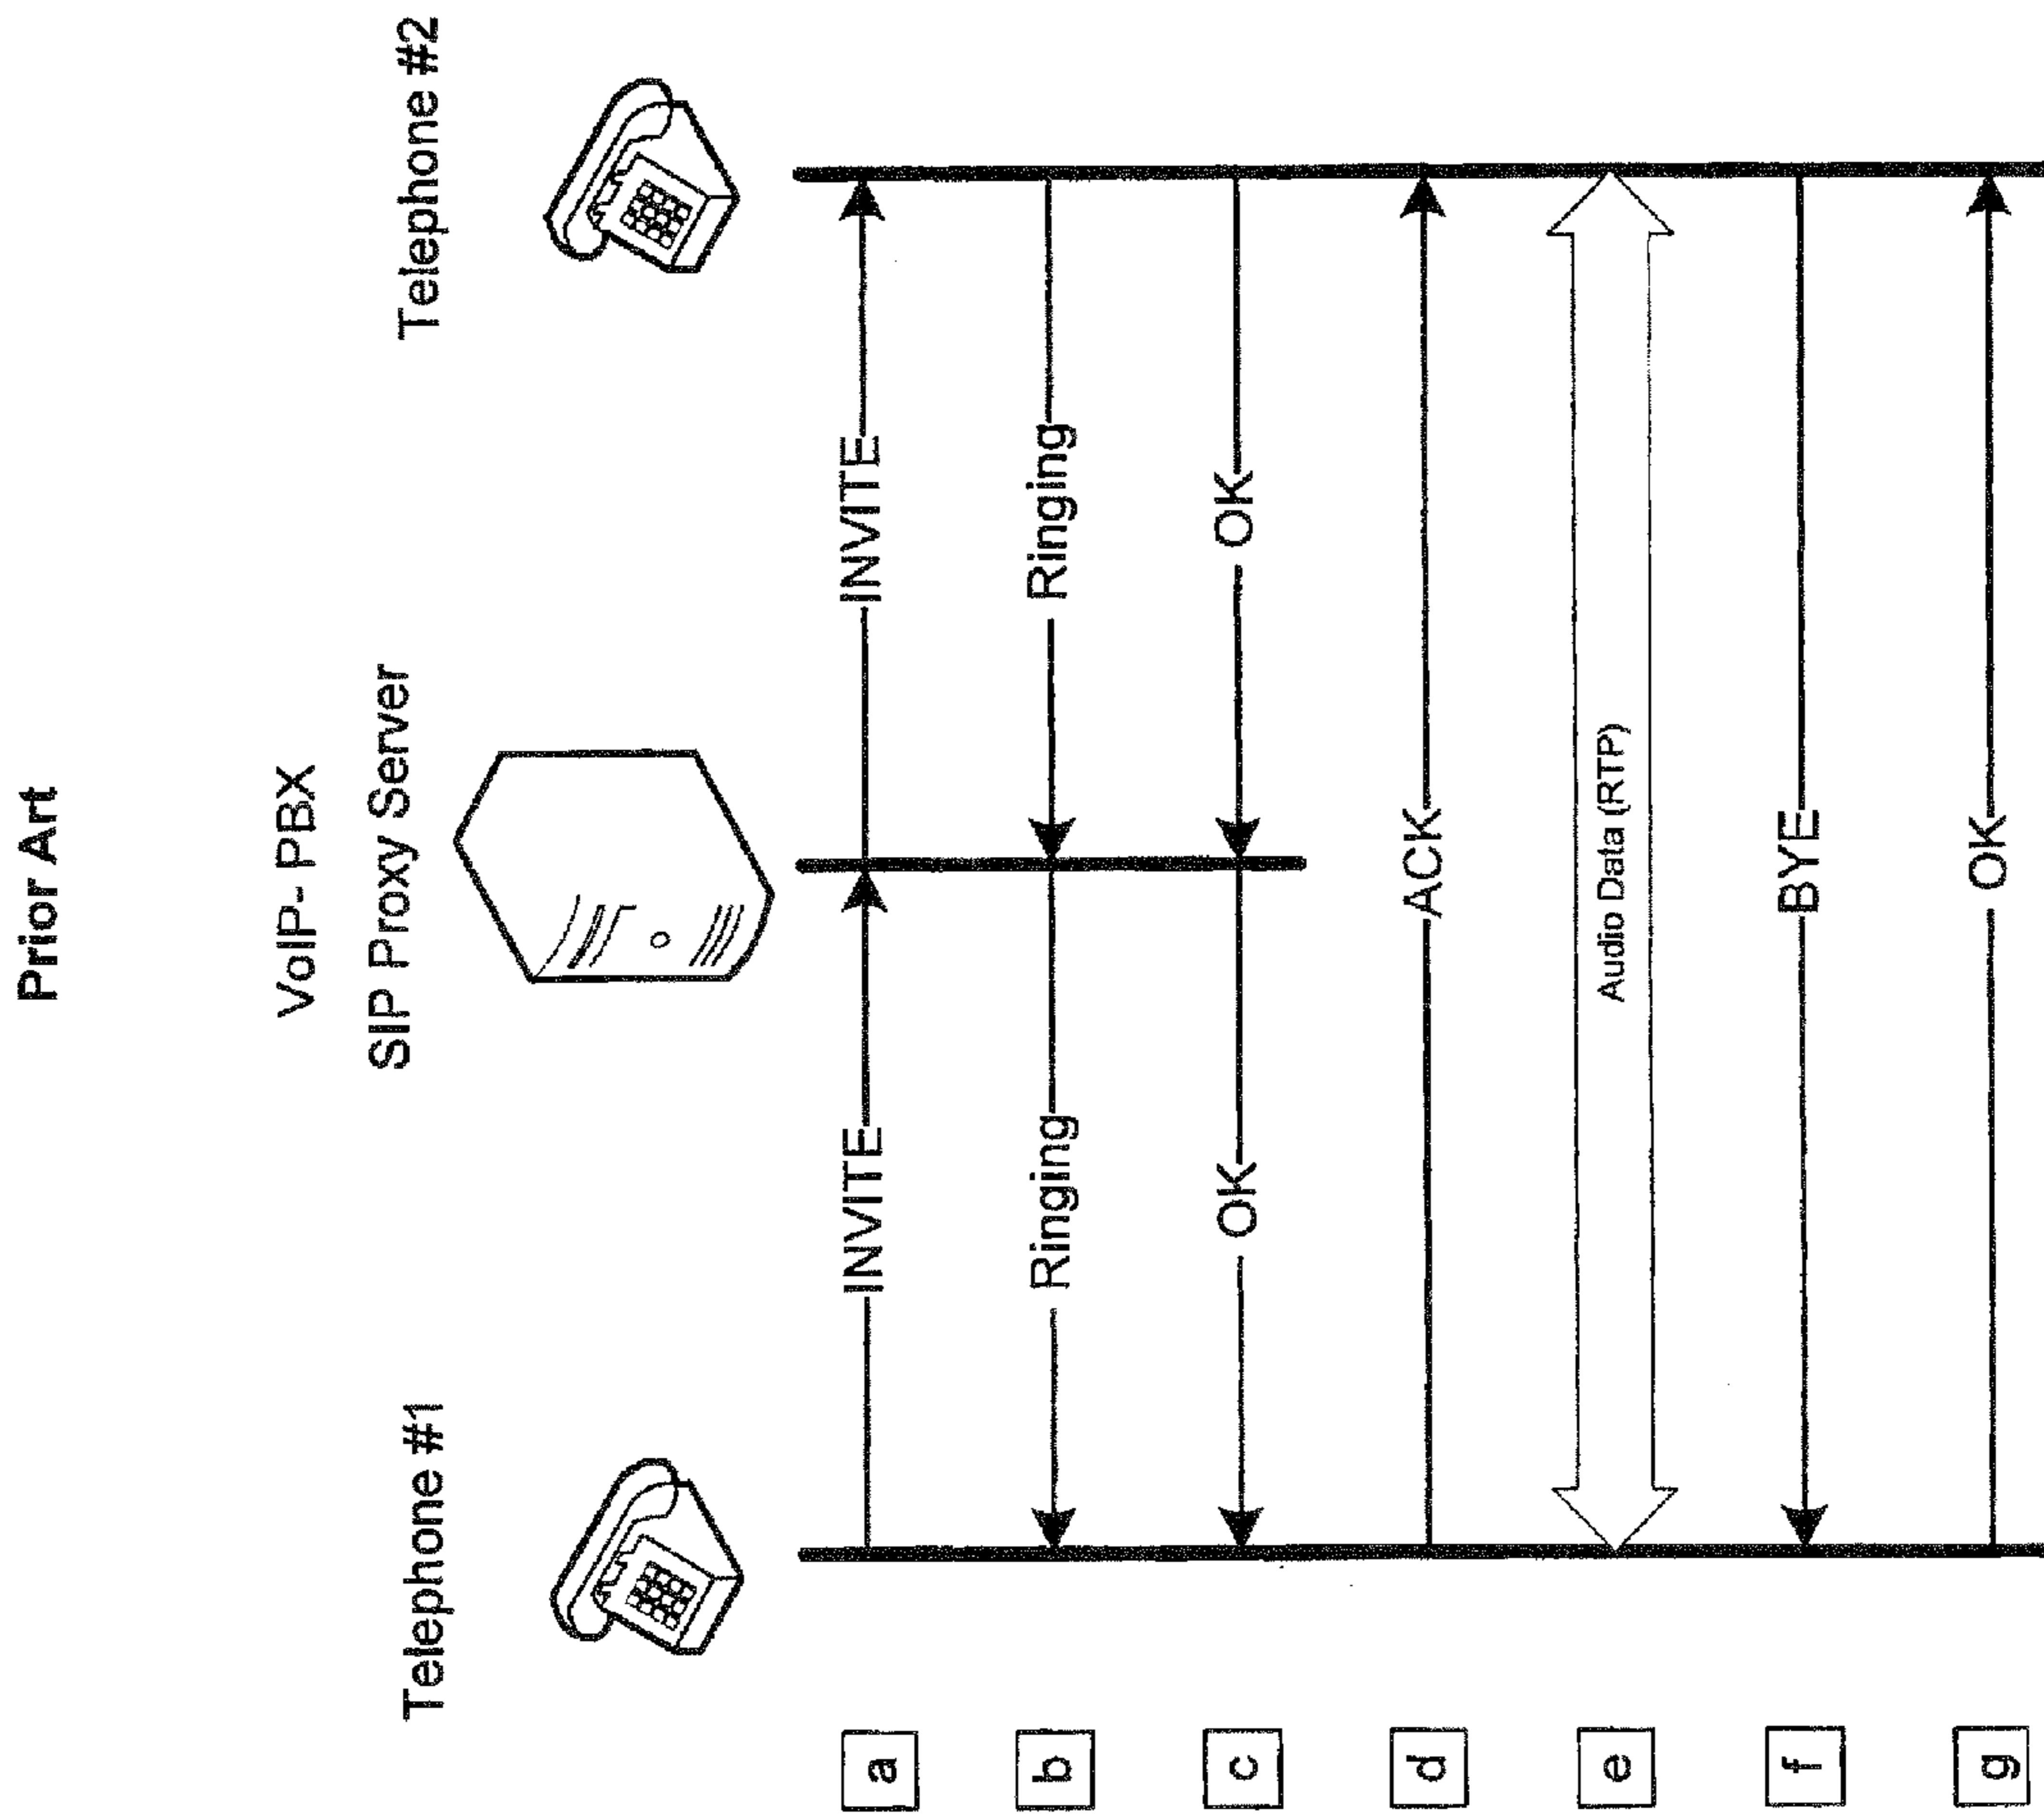 Prior Art
VoIP- PBX
SIP Proxy Server
Telephone #1
Telephone #2
a
INVITE
INVITE
b
Ringing
Ringing
c
OK
OK
d
ACK
e
Audio Data (RTP)
f
BYE
g
OK